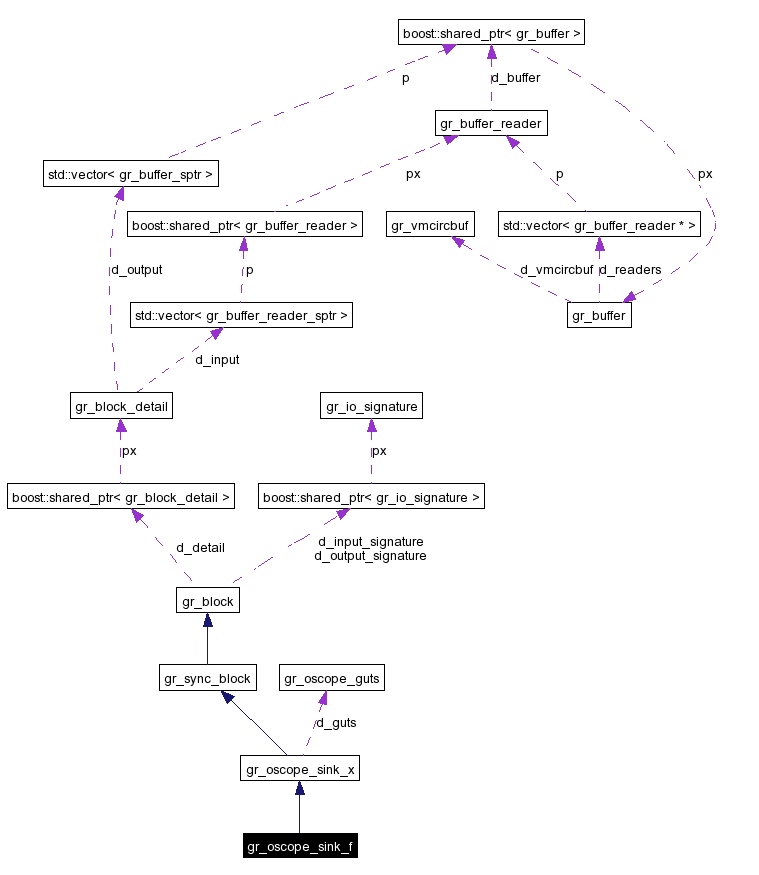 boost::shared_ptr< gr_buffer >
p
d_buffer
gr_buffer_reader
std::vector< gr_buffer_sptr >
px
p
px
boost::shared_ptr< gr_buffer_reader >
gr_vmcircbuf
std::vector< gr_buffer_reader * >
d_output
p
d_vmcircbuf
d_readers
std::vector< gr_buffer_reader_sptr >
gr_buffer
d_input
gr_block_detail
gr_io_signature
px
px
boost::shared_ptr< gr_block_detail >
boost::shared_ptr< gr_io_signature >
d_detail
d_input_signature
d_output_signature
gr_block
gr_sync_block
gr_oscope_guts
d_guts
gr_oscope_sink_x
gr_oscope_sink_f